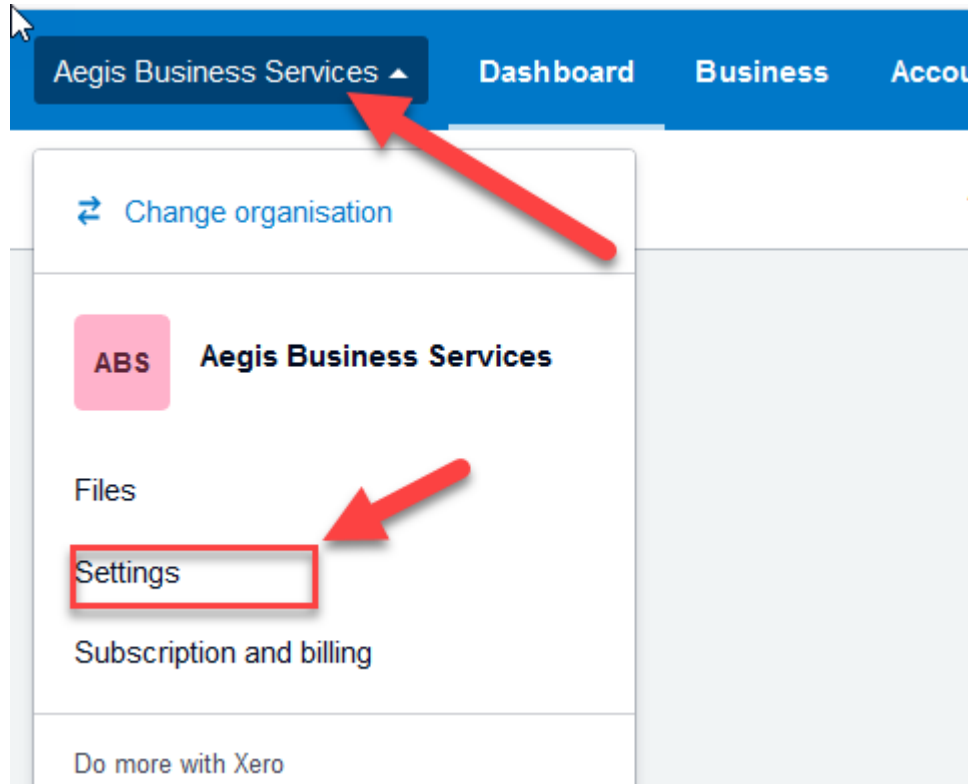 Aegis Business Services Dashboard Business Accou
Change organisation
ABS Aegis Business Services
Files
Settings
Subscription and billing
Do more with Xero